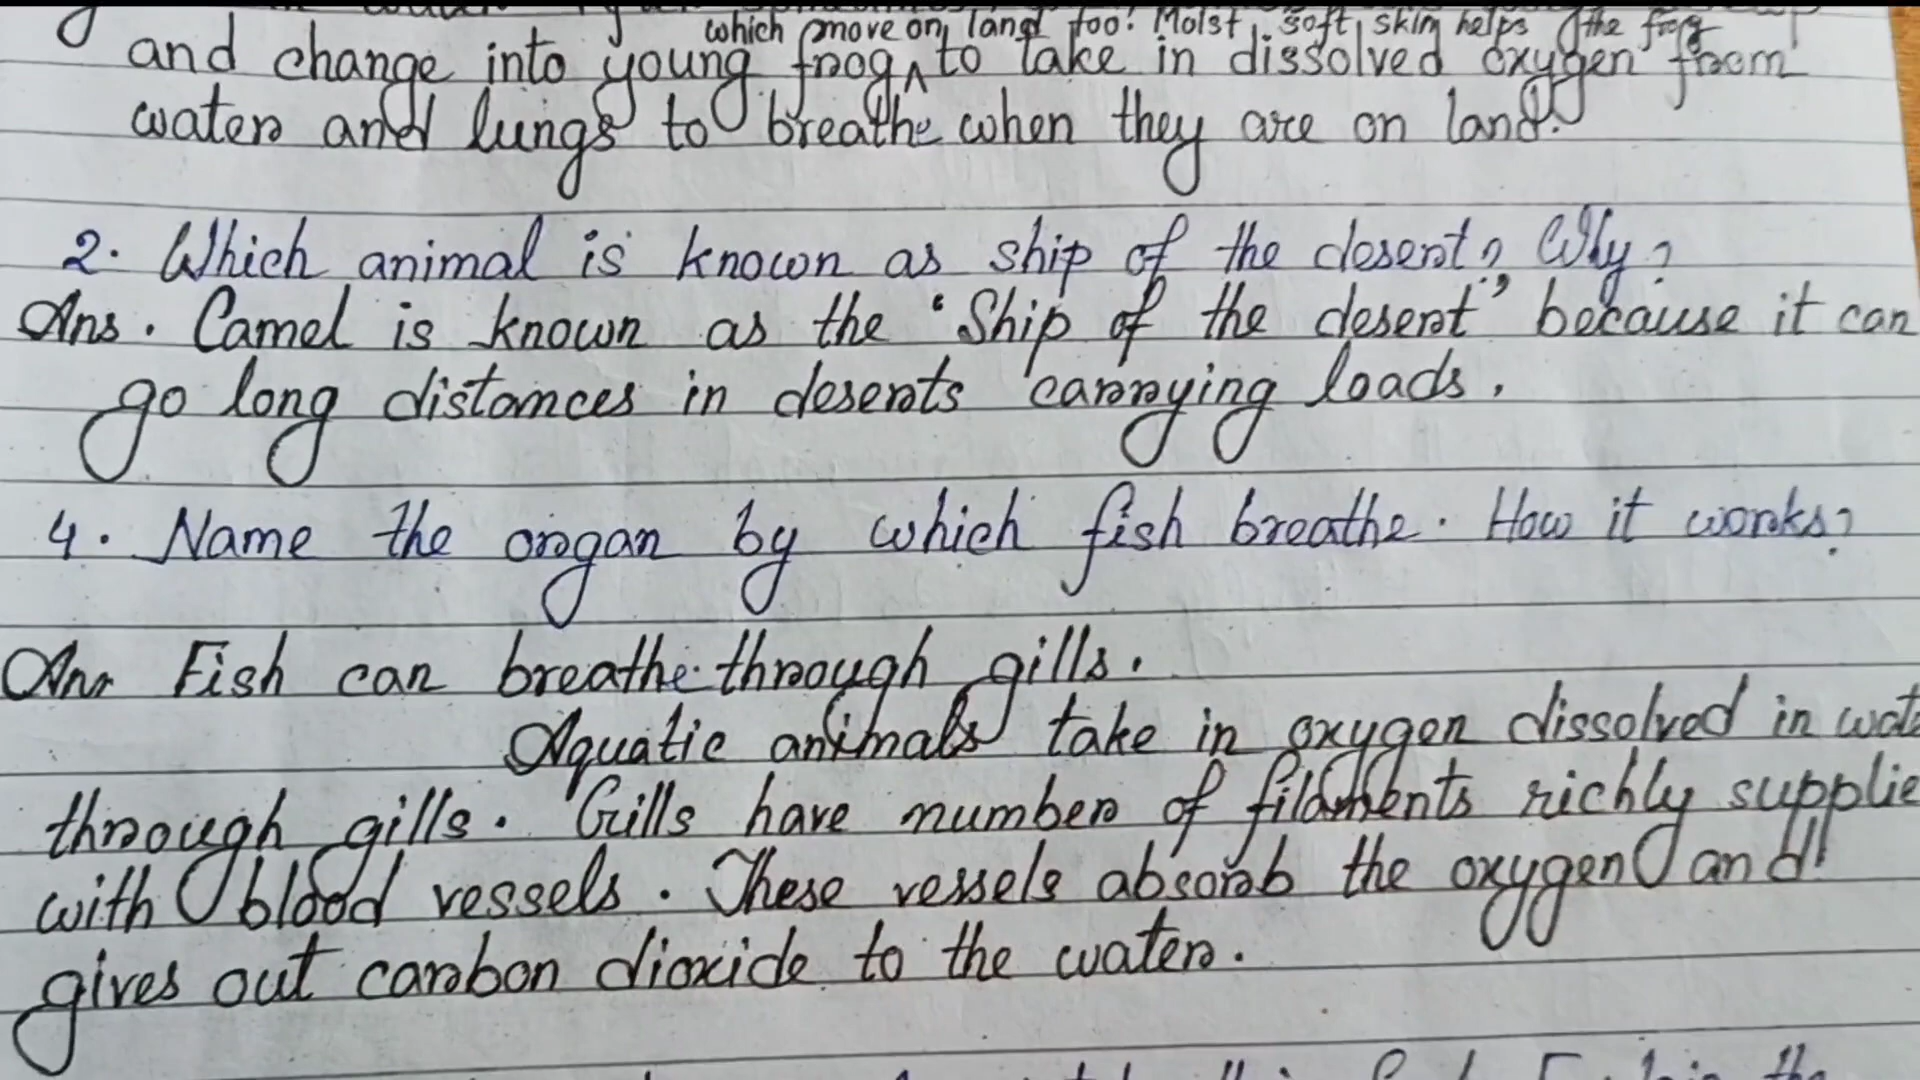 which move on land too. Moist, soft, skin helps the frog
and change into young frog ^ to take in dissolved oxygen from
water and lungs to breathe when they are on land.
2. Which animal is known as ship of the desert? Why?
Ans. Camel is known as the 'Ship of the desert' because it can
go long distances in deserts carrying loads.
4. Name the organ by which fish breathe. How it works?
Ans Fish can breathe through gills.
Aquatic animals take in oxygen dissolved in wate
through gills. Gills have number of filaments richly supplie
with blood vessels. These vessels absorb the oxygen and
gives out carbon dioxide to the water.